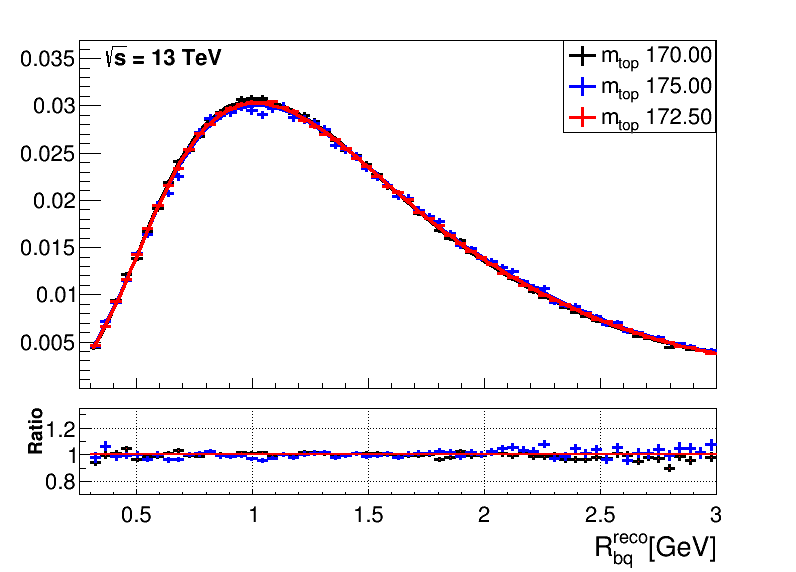 √s = 13 TeV
m_top 170.00
m_top 175.00
m_top 172.50
0.035
0.03
0.025
0.02
0.015
0.01
0.005
Ratio
1.2
1
0.8
0.5 1 1.5 2 2.5 3
R_bq^reco[GeV]